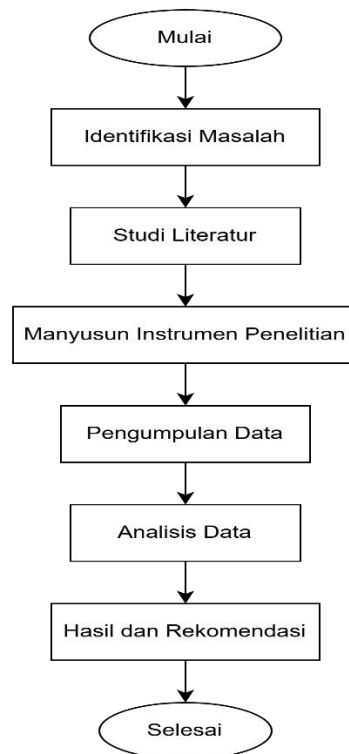 Mulai
Identifikasi Masalah
Studi Literatur
Manyusun Instrumen Penelitian
Pengumpulan Data
Analisis Data
Hasil dan Rekomendasi
Selesai